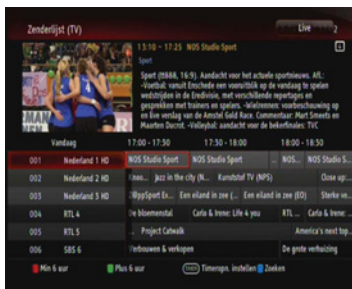 Zenderlijst (TV)
Live
13:10 - 17:25 NOS Studio Sport
Sport
Sport (tt888, 16:9). Aandacht voor het actuele sportnieuws. Afl.:
-Voetbal: vanuit Enschede een vooruitblik op de vandaag te spelen
wedstrijden in de Eredivisie, met verschillende reportages en
gesprekken met trainers en spelers. -Wielrennen: voorbeschouwing op
en live verslag van de Amstel Gold Race. Commentaar: Mart Smeets en
Maarten Ducrot. -Volleybal: aandacht voor de bekerfinales: TVC
Vandaag 17:00 - 17:30 17:30 - 18:00 18:00 - 18:30
001 Nederland 1 HD NOS Studio Sport ... NOS... NOS Studio S...
002 Nederland 2 HD Jazz in the city (N... Kunststof TV (NPS) Close up:...
003 Nederland 3 HD Z@ppSport Ex... Een eiland in zee (... Een eiland in zee (EO) Sterke ve...
004 RTL 4 De bloemenstal Carlo & Irene: Life 4 you RTL ... Carlo & Irene: ...
005 RTL 5 ... Project Catwalk America's next top...
006 SBS 6 Verbouwen & verkopen De grote verhuizing
Min 6 uur Plus 6 uur Timeropn. instellen Zoeken